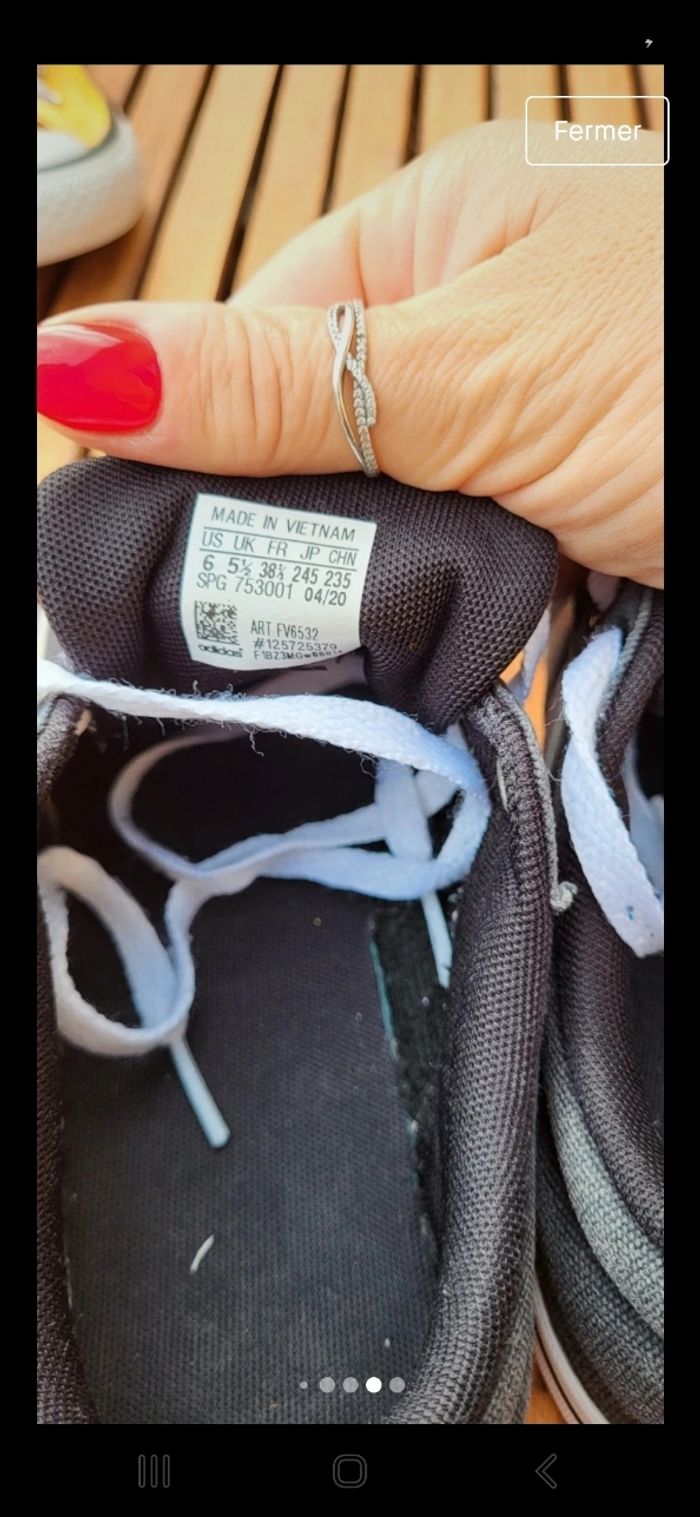 Fermer
MADE IN VIETNAM
US UK FR JP CHN
6 5½ 38⅔ 245 235
SPG 753001 04/20
ART FV6532
#125725379
adidas